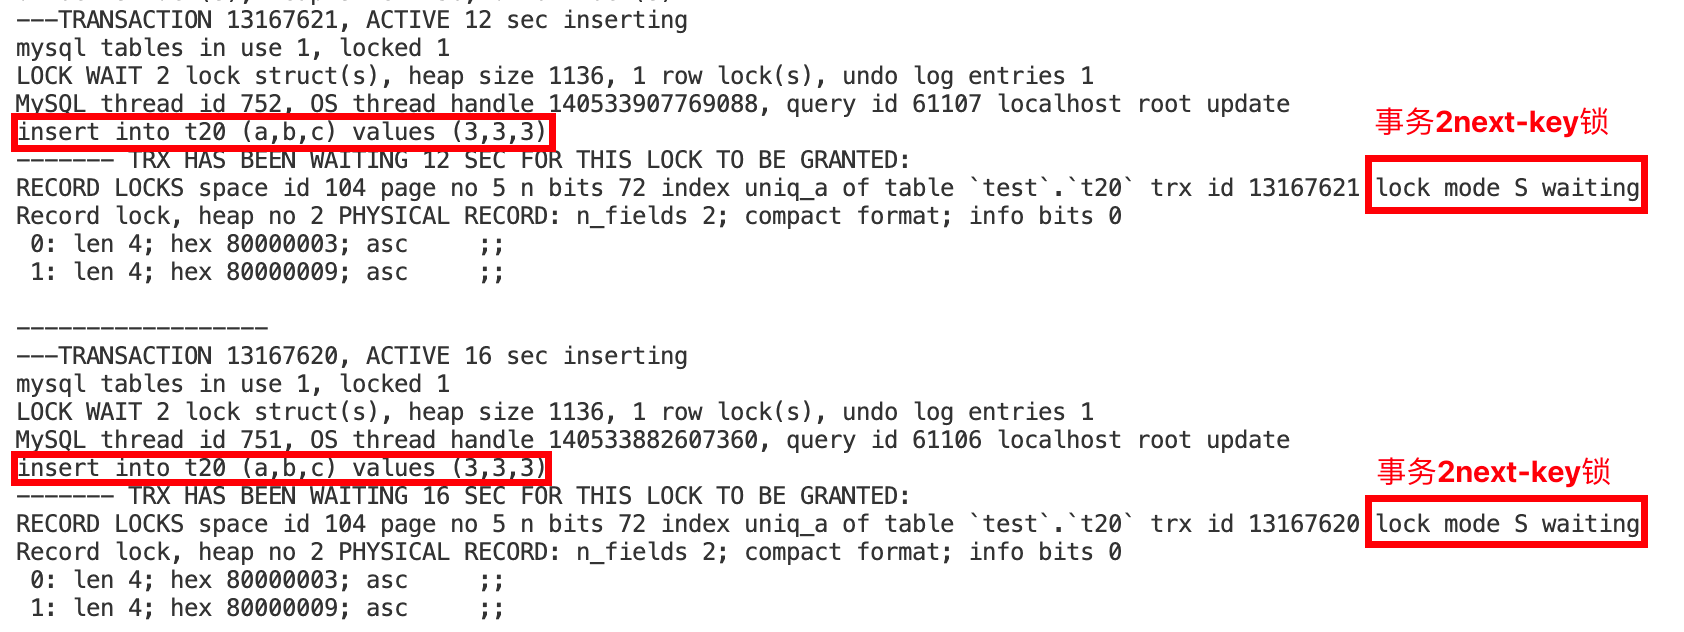 ---TRANSACTION 13167621, ACTIVE 12 sec inserting
mysql tables in use 1, locked 1
LOCK WAIT 2 lock struct(s), heap size 1136, 1 row lock(s), undo log entries 1
MySQL thread id 752, OS thread handle 140533907769088, query id 61107 localhost root update
事务2next-key锁
insert into t20 (a,b,c) values (3,3,3)
------- TRX HAS BEEN WAITING 12 SEC FOR THIS LOCK TO BE GRANTED:
RECORD LOCKS space id 104 page no 5 n bits 72 index uniq_a of table `test`.`t20` trx id 13167621 lock mode S waiting
Record lock, heap no 2 PHYSICAL RECORD: n_fields 2; compact format; info bits 0
0: len 4; hex 80000003; asc     ;;
1: len 4; hex 80000009; asc     ;;
------------------
---TRANSACTION 13167620, ACTIVE 16 sec inserting
mysql tables in use 1, locked 1
LOCK WAIT 2 lock struct(s), heap size 1136, 1 row lock(s), undo log entries 1
MySQL thread id 751, OS thread handle 140533882607360, query id 61106 localhost root update
insert into t20 (a,b,c) values (3,3,3)
事务2next-key锁
------- TRX HAS BEEN WAITING 16 SEC FOR THIS LOCK TO BE GRANTED:
RECORD LOCKS space id 104 page no 5 n bits 72 index uniq_a of table `test`.`t20` trx id 13167620 lock mode S waiting
Record lock, heap no 2 PHYSICAL RECORD: n_fields 2; compact format; info bits 0
0: len 4; hex 80000003; asc     ;;
1: len 4; hex 80000009; asc     ;;